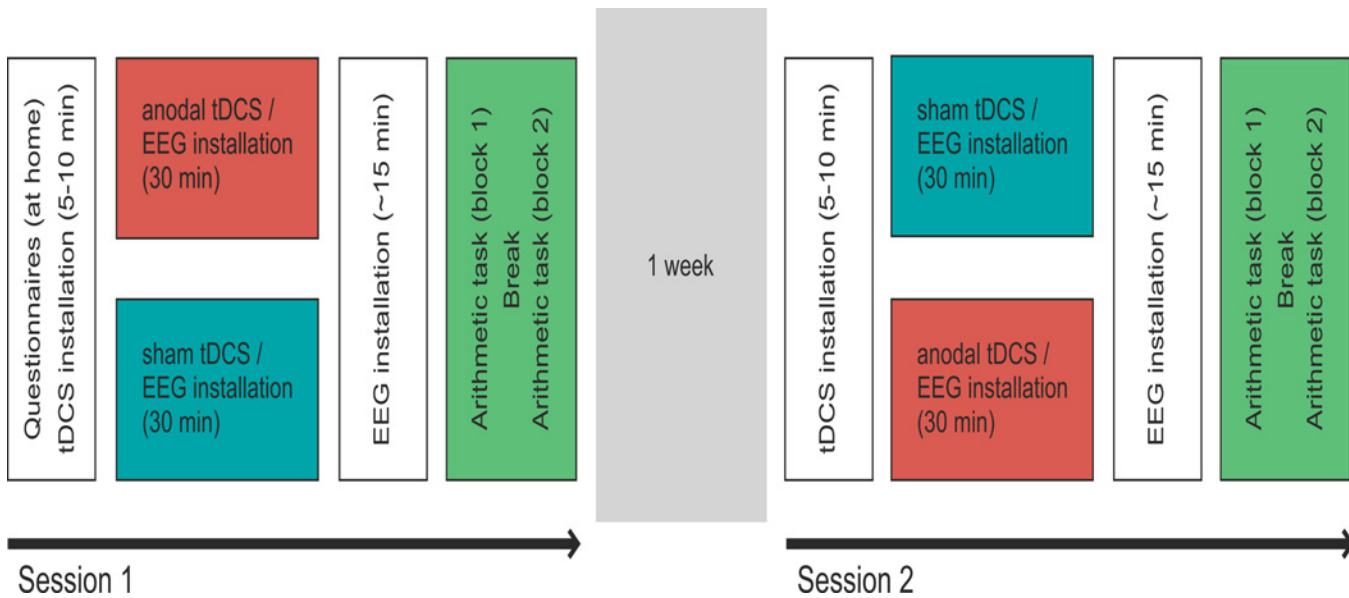 Questionnaires (at home)
tDCS installation (5-10 min)
anodal tDCS /
EEG installation
(30 min)
sham tDCS /
EEG installation
(30 min)
EEG installation (~15 min)
Arithmetic task (block 1)
Break
Arithmetic task (block 2)
Session 1
1 week
tDCS installation (5-10 min)
sham tDCS /
EEG installation
(30 min)
anodal tDCS /
EEG installation
(30 min)
EEG installation (~15 min)
Arithmetic task (block 1)
Break
Arithmetic task (block 2)
Session 2